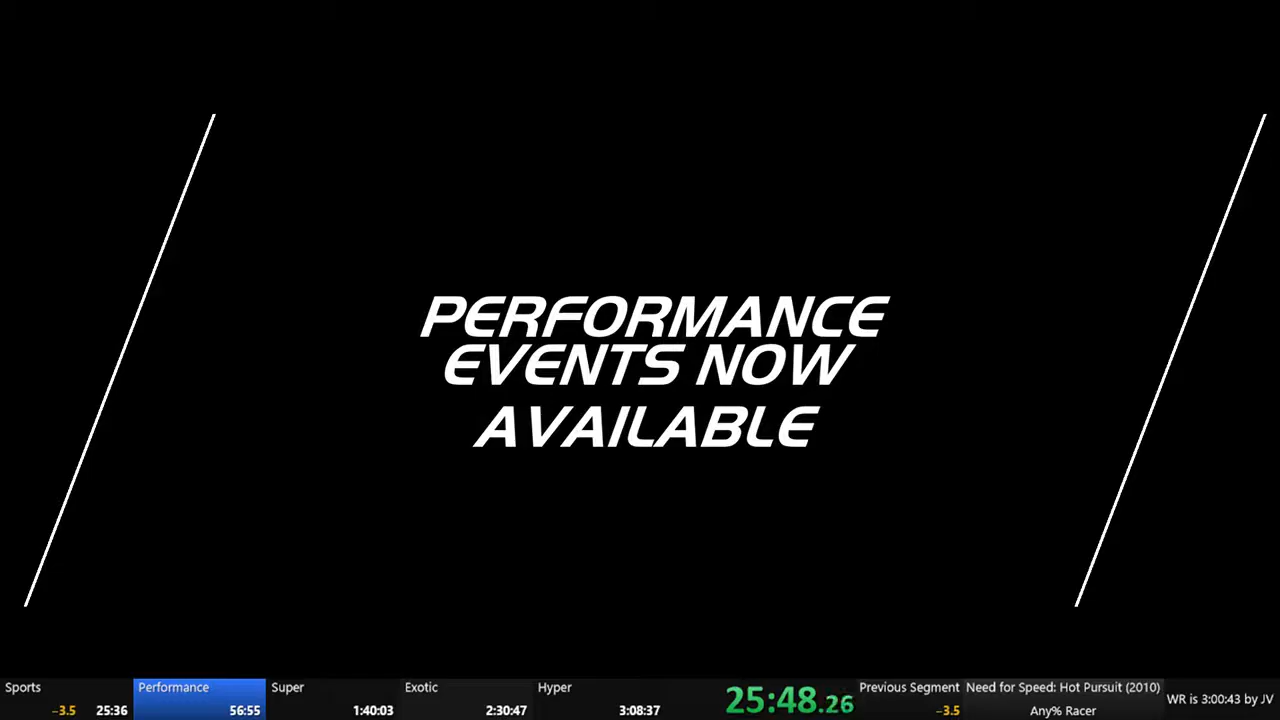 PERFORMANCE
EVENTS NOW
AVAILABLE
Sports
−3.5 25:36
Performance
56:55
Super
1:40:03
Exotic
2:30:47
Hyper
3:08:37
25:48.26
Previous Segment
−3.5
Need for Speed: Hot Pursuit (2010)
Any% Racer
WR is 3:00:43 by JV